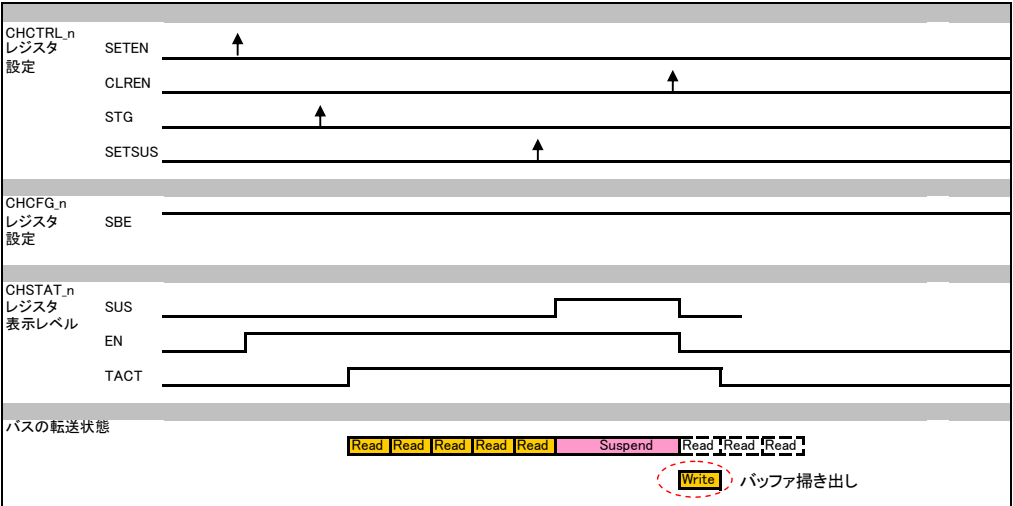 CHCTRL_n
レジスタ
設定
SETEN
CLREN
STG
SETSUS
CHCFG_n
レジスタ
設定
SBE
CHSTAT_n
レジスタ
表示レベル
SUS
EN
TACT
バスの転送状態
Read Read Read Read Read Suspend Read Read Read
Write バッファ掃き出し